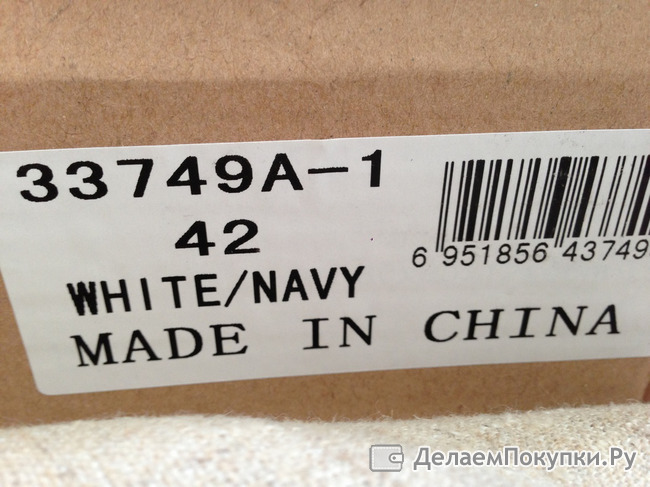 33749A-1
42
WHITE/NAVY
MADE IN CHINA
6 951856 43749
ДелаемПокупки.Ру